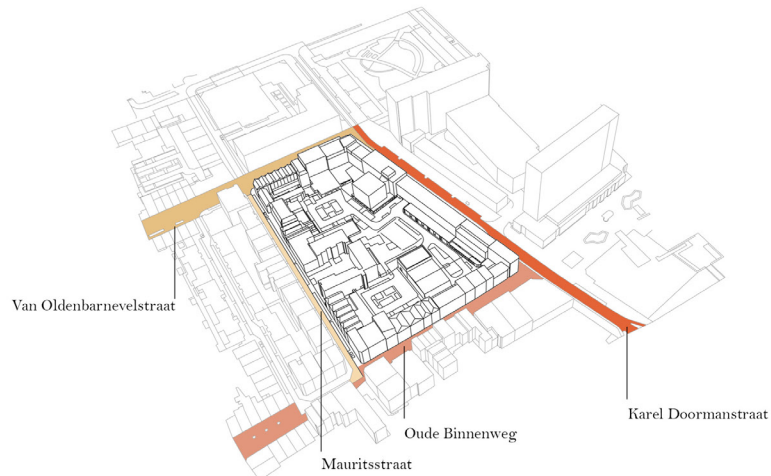 Van Oldenbarnevelstraat
Karel Doormanstraat
Oude Binnenweg
Mauritsstraat